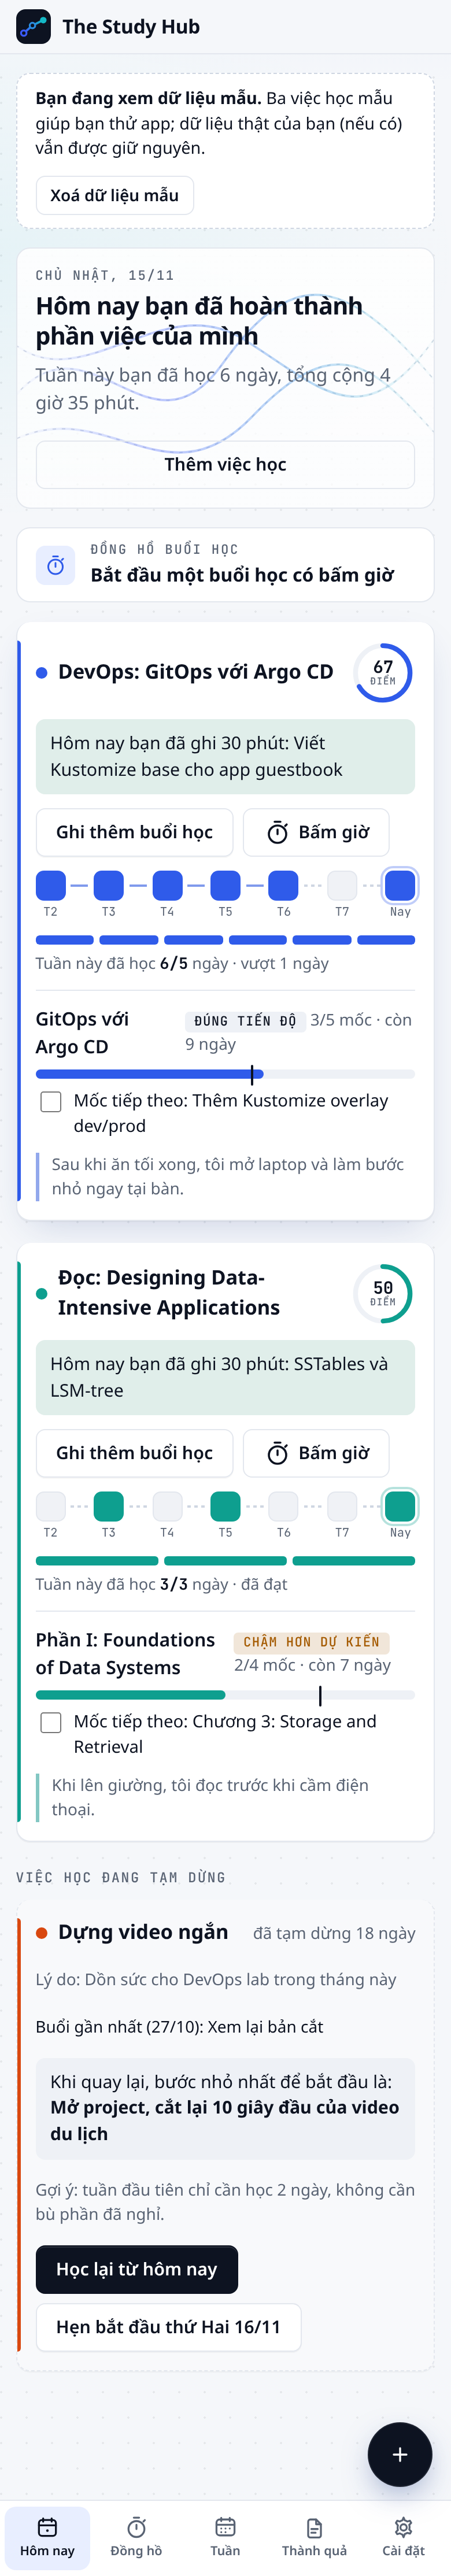 The Study Hub
Bạn đang xem dữ liệu mẫu. Ba việc học mẫu
giúp bạn thử app; dữ liệu thật của bạn (nếu có)
vẫn được giữ nguyên.
Xoá dữ liệu mẫu
CHỦ NHẬT, 15/11
Hôm nay bạn đã hoàn thành
phần việc của mình
Tuần này bạn đã học 6 ngày, tổng cộng 4
giờ 35 phút.
Thêm việc học
ĐỒNG HỒ BUỔI HỌC
Bắt đầu một buổi học có bấm giờ
DevOps: GitOps với Argo CD
67
ĐIỂM
Hôm nay bạn đã ghi 30 phút: Viết
Kustomize base cho app guestbook
Ghi thêm buổi học
Bấm giờ
T2 T3 T4 T5 T6 T7 Nay
Tuần này đã học 6/5 ngày · vượt 1 ngày
GitOps với
Argo CD
ĐÚNG TIẾN ĐỘ 3/5 mốc · còn
9 ngày
Mốc tiếp theo: Thêm Kustomize overlay
dev/prod
Sau khi ăn tối xong, tôi mở laptop và làm bước
nhỏ ngay tại bàn.
Đọc: Designing Data-
Intensive Applications
50
ĐIỂM
Hôm nay bạn đã ghi 30 phút: SSTables và
LSM-tree
Ghi thêm buổi học
Bấm giờ
T2 T3 T4 T5 T6 T7 Nay
Tuần này đã học 3/3 ngày · đã đạt
Phần I: Foundations
of Data Systems
CHẬM HƠN DỰ KIẾN
2/4 mốc · còn 7 ngày
Mốc tiếp theo: Chương 3: Storage and
Retrieval
Khi lên giường, tôi đọc trước khi cầm điện
thoại.
VIỆC HỌC ĐANG TẠM DỪNG
Dựng video ngắn
đã tạm dừng 18 ngày
Lý do: Dồn sức cho DevOps lab trong tháng này
Buổi gần nhất (27/10): Xem lại bản cắt
Khi quay lại, bước nhỏ nhất để bắt đầu là:
Mở project, cắt lại 10 giây đầu của video
du lịch
Gợi ý: tuần đầu tiên chỉ cần học 2 ngày, không cần
bù phần đã nghỉ.
Học lại từ hôm nay
Hẹn bắt đầu thứ Hai 16/11
Hôm nay
Đồng hồ
Tuần
Thành quả
Cài đặt